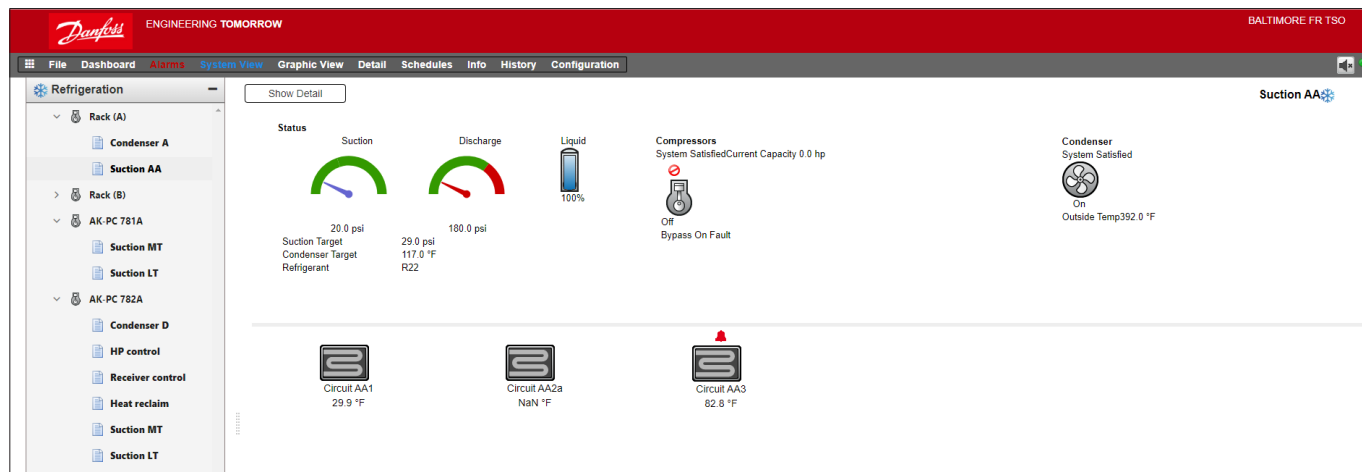 Danfoss
ENGINEERING TOMORROW
BALTIMORE FR TSO
File Dashboard Alarms System View Graphic View Detail Schedules Info History Configuration
Refrigeration
Rack (A)
Condenser A
Suction AA
Rack (B)
AK-PC 781A
Suction MT
Suction LT
AK-PC 782A
Condenser D
HP control
Receiver control
Heat reclaim
Suction MT
Suction LT
Show Detail
Suction AA
Status
Suction
Discharge
Liquid
100%
20.0 psi
180.0 psi
Suction Target 29.0 psi
Condenser Target 117.0 °F
Refrigerant R22
Compressors
System SatisfiedCurrent Capacity 0.0 hp
Off
Bypass On Fault
Condenser
System Satisfied
On
Outside Temp392.0 °F
Circuit AA1
29.9 °F
Circuit AA2a
NaN °F
Circuit AA3
82.8 °F